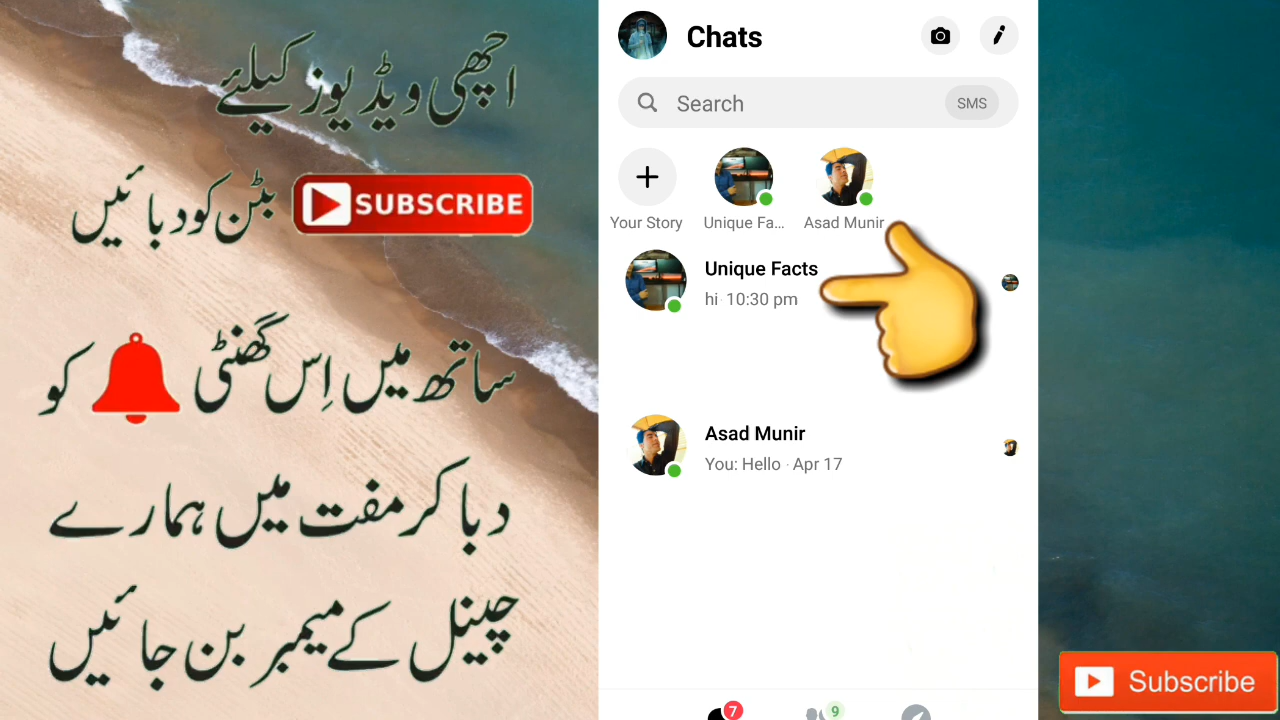 اچھی ویڈیوز کیلئے
SUBSCRIBE بٹن کو دبائیں
ساتھ میں اِس گھنٹی کو
دبا کر مفت میں ہمارے
چینل کے میمبر بن جائیں
Chats
Search SMS
Your Story Unique Fa... Asad Munir
Unique Facts
hi · 10:30 pm
Asad Munir
You: Hello · Apr 17
7 9
Subscribe